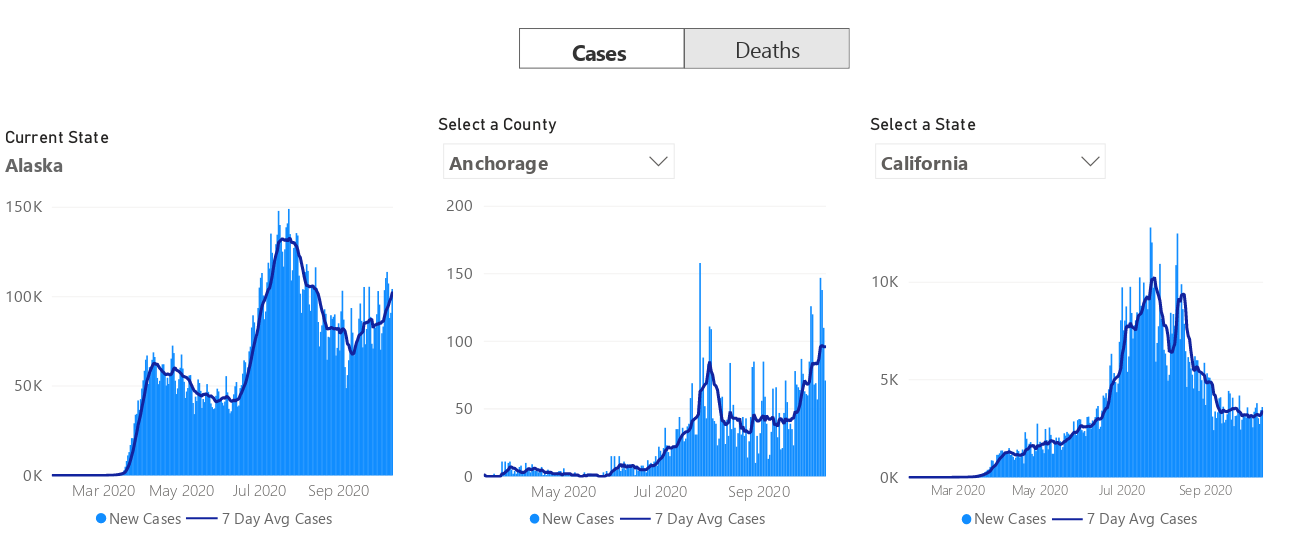 Cases
Deaths
Current State
Alaska
Select a County
Anchorage
Select a State
California
150K
100K
50K
0K
Mar 2020
May 2020
Jul 2020
Sep 2020
New Cases
7 Day Avg Cases
200
150
100
50
0
May 2020
Jul 2020
Sep 2020
New Cases
7 Day Avg Cases
10K
5K
0K
Mar 2020
May 2020
Jul 2020
Sep 2020
New Cases
7 Day Avg Cases